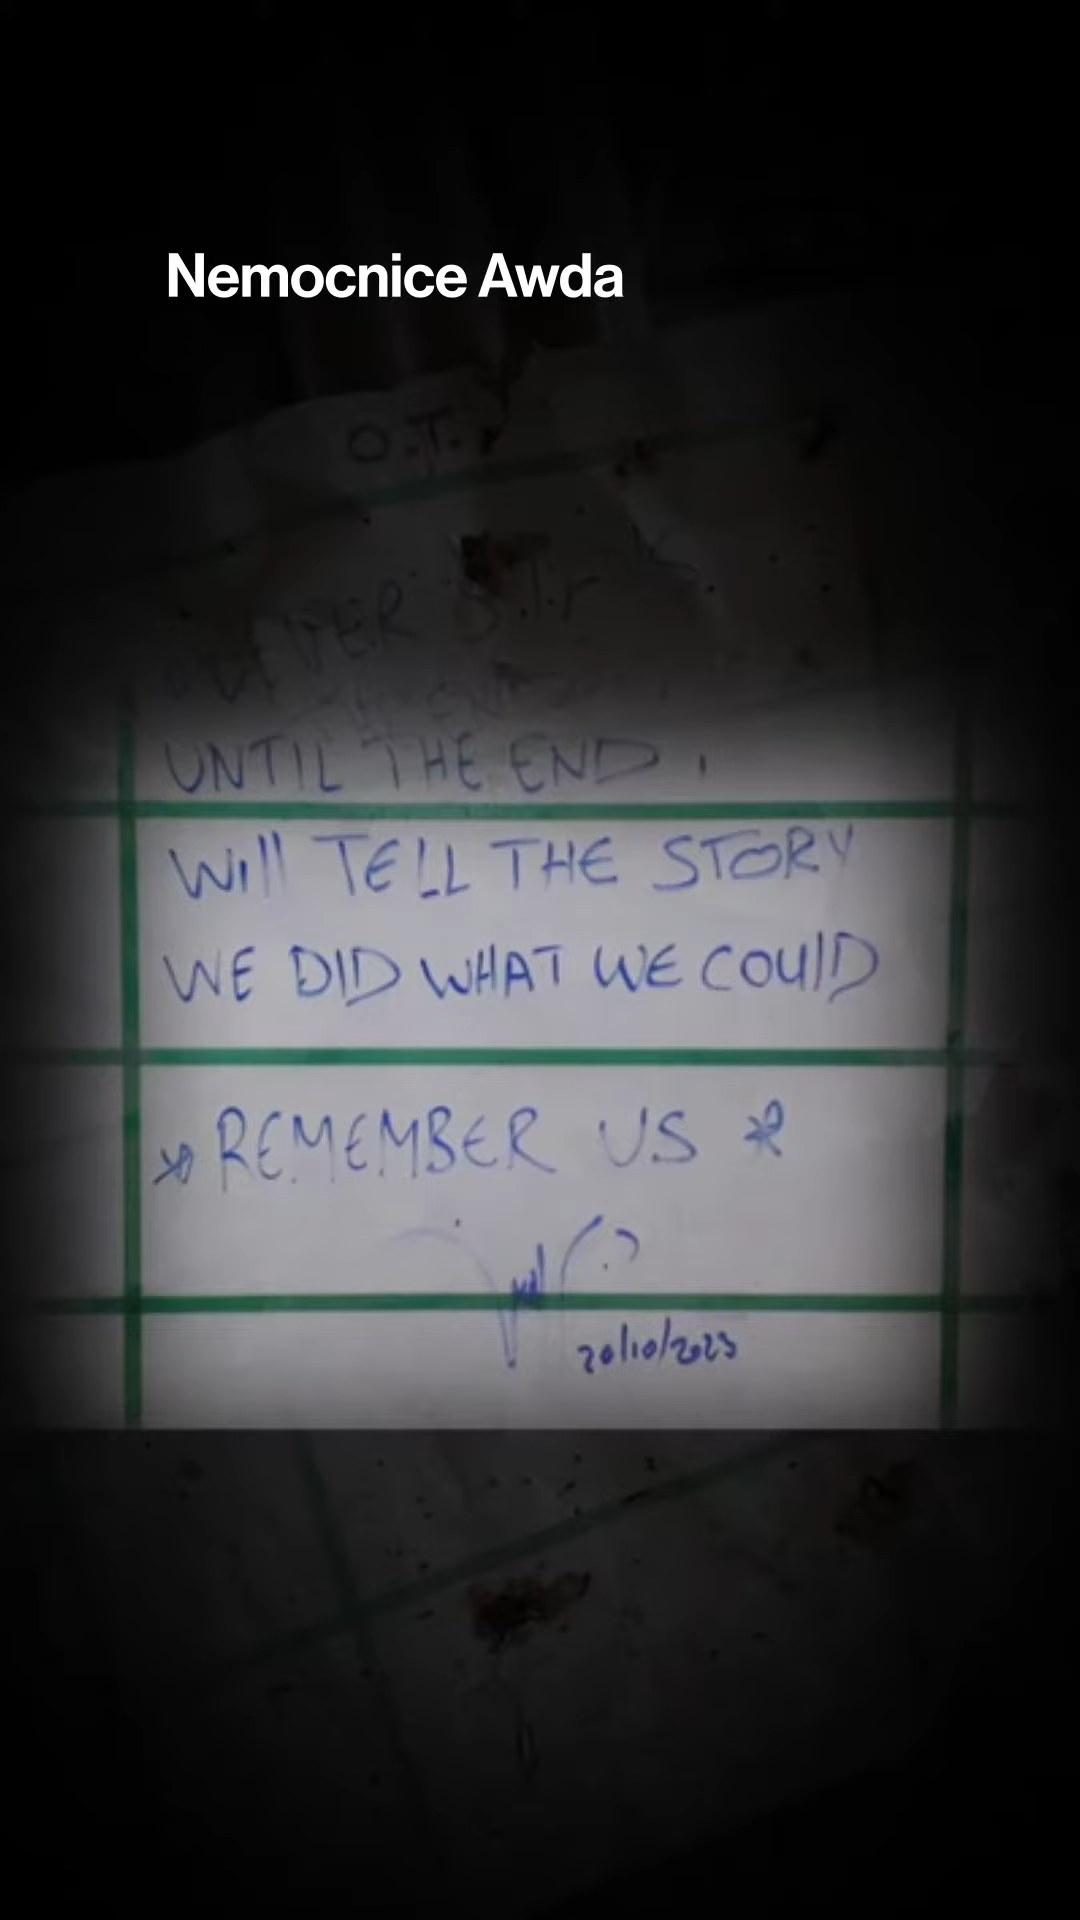 Nemocnice Awda
O.T.
UNTIL THE END.
Will TELL THE STORY
WE DID WHAT WE COULD
REMEMBER US
20/10/2023